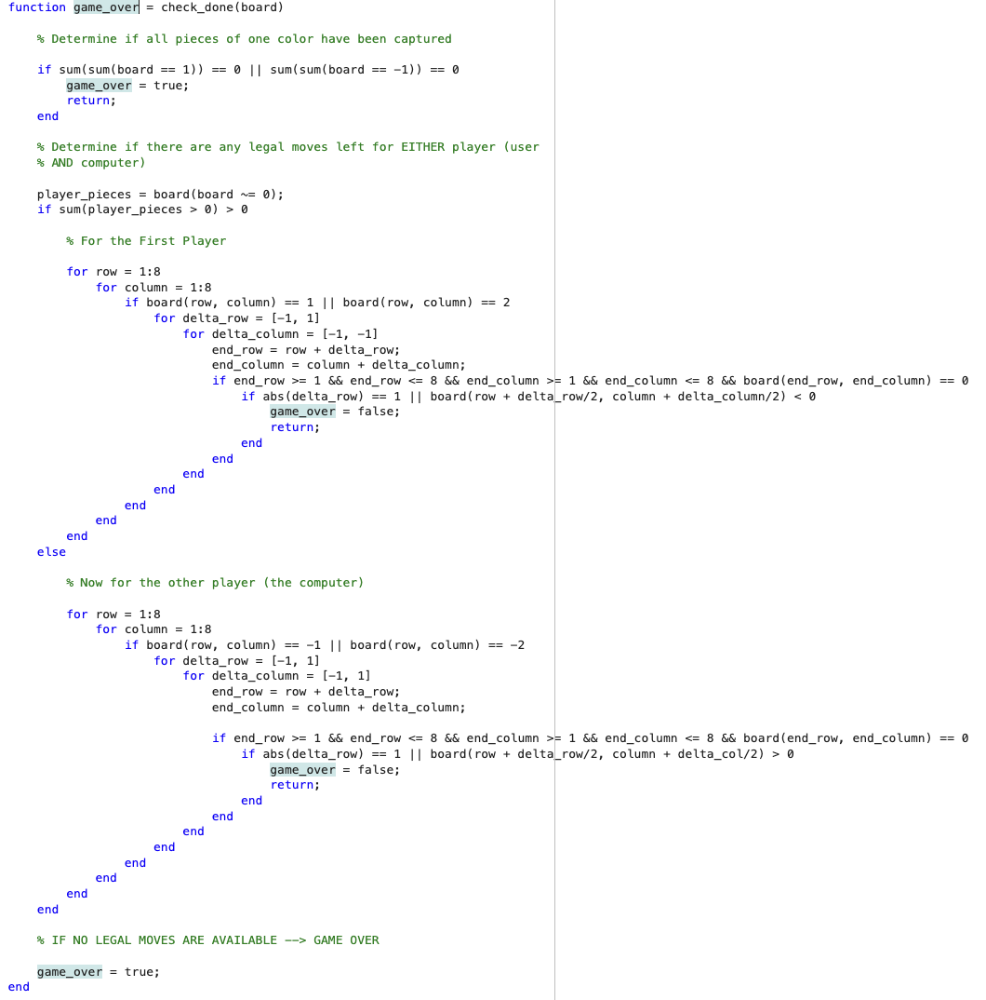 function game_over = check_done(board)
% Determine if all pieces of one color have been captured
if sum(sum(board == 1)) == 0 || sum(sum(board == -1)) == 0
game_over = true;
return;
end
% Determine if there are any legal moves left for EITHER player (user
% AND computer)
player_pieces = board(board ~= 0);
if sum(player_pieces > 0) > 0
% For the First Player
for row = 1:8
for column = 1:8
if board(row, column) == 1 || board(row, column) == 2
for delta_row = [-1, 1]
for delta_column = [-1, -1]
end_row = row + delta_row;
end_column = column + delta_column;
if end_row >= 1 && end_row <= 8 && end_column >= 1 && end_column <= 8 && board(end_row, end_column) == 0
if abs(delta_row) == 1 || board(row + delta_row/2, column + delta_column/2) < 0
game_over = false;
return;
end
end
end
end
end
end
end
else
% Now for the other player (the computer)
for row = 1:8
for column = 1:8
if board(row, column) == -1 || board(row, column) == -2
for delta_row = [-1, 1]
for delta_column = [-1, 1]
end_row = row + delta_row;
end_column = column + delta_column;
if end_row >= 1 && end_row <= 8 && end_column >= 1 && end_column <= 8 && board(end_row, end_column) == 0
if abs(delta_row) == 1 || board(row + delta_row/2, column + delta_col/2) > 0
game_over = false;
return;
end
end
end
end
end
end
end
end
% IF NO LEGAL MOVES ARE AVAILABLE --> GAME OVER
game_over = true;
end